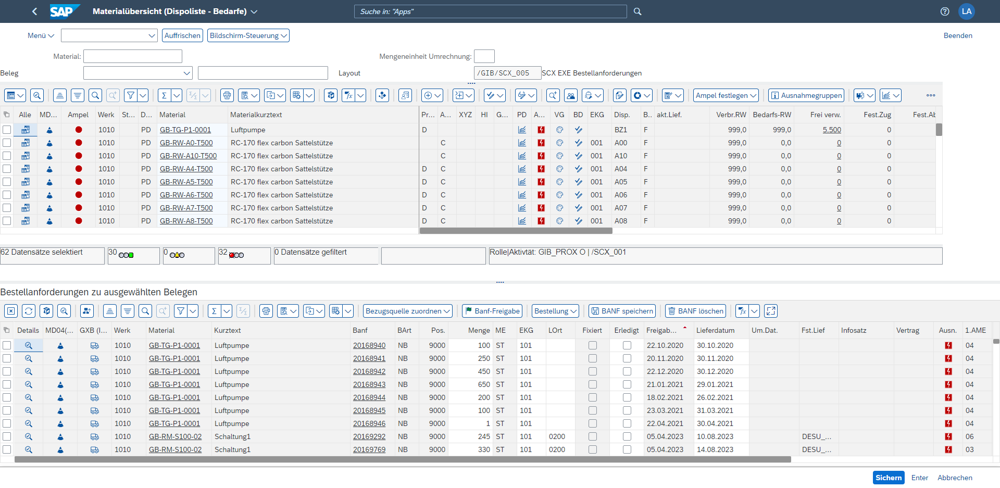 SAP Materialübersicht (Dispoliste - Bedarfe) Suche in: "Apps" LA
Menü Auffrischen Bildschirm-Steuerung Beenden
Material: Mengeneinheit Umrechnung:
Beleg Layout /GIB/SCX_005 SCX EXE Bestellanforderungen
Ampel festlegen Ausnahmegruppen
Alle MD... Ampel Werk St... D... Material Materialkurztext Pr... A... XYZ HI G... PD A... VG BD EKG Disp. B.. akt.Lief. Verbr.RW Bedarfs-RW Frei verw. Fest.Zug Fest.Ab
1010 PD GB-TG-P1-0001 Luftpumpe D BZ1 F 999,0 999,0 5.500 0
1010 PD GB-RW-A0-T500 RC-170 flex carbon Sattelstütze C 001 A00 F 999,0 0,0 0 0
1010 PD GB-RW-A10-T500 RC-170 flex carbon Sattelstütze C 001 A10 F 999,0 0,0 0 0
1010 PD GB-RW-A4-T500 RC-170 flex carbon Sattelstütze D C 001 A04 F 999,0 0,0 0 0
1010 PD GB-RW-A5-T500 RC-170 flex carbon Sattelstütze D C 001 A05 F 999,0 0,0 0 0
1010 PD GB-RW-A6-T500 RC-170 flex carbon Sattelstütze D C 001 A06 F 999,0 0,0 0 0
1010 PD GB-RW-A7-T500 RC-170 flex carbon Sattelstütze D C 001 A07 F 999,0 0,0 0 0
1010 PD GB-RW-A8-T500 RC-170 flex carbon Sattelstütze D C 001 A08 F 999,0 0,0 0 0
62 Datensätze selektiert 30 0 32 0 Datensätze gefiltert Rolle|Aktivtät: GIB_PROX O | /SCX_001
Bestellanforderungen zu ausgewählten Belegen
Bezugsquelle zuordnen Banf-Freigabe Bestellung BANF speichern BANF löschen
Details MD04(... GXB (I... Werk Material Kurztext Banf BArt Pos. Menge ME EKG LOrt Fixiert Erledigt Freigab... Lieferdatum Um.Dat. Fst.Lief Infosatz Vertrag Ausn. 1.AME
1010 GB-TG-P1-0001 Luftpumpe 20168940 NB 9000 100 ST 101 22.10.2020 30.10.2020 04
1010 GB-TG-P1-0001 Luftpumpe 20168941 NB 9000 250 ST 101 20.11.2020 30.11.2020 04
1010 GB-TG-P1-0001 Luftpumpe 20168942 NB 9000 450 ST 101 22.12.2020 30.12.2020 04
1010 GB-TG-P1-0001 Luftpumpe 20168943 NB 9000 650 ST 101 21.01.2021 29.01.2021 04
1010 GB-TG-P1-0001 Luftpumpe 20168944 NB 9000 200 ST 101 18.02.2021 26.02.2021 04
1010 GB-TG-P1-0001 Luftpumpe 20168945 NB 9000 100 ST 101 23.03.2021 31.03.2021 04
1010 GB-TG-P1-0001 Luftpumpe 20168946 NB 9000 1 ST 101 22.04.2021 30.04.2021 04
1010 GB-RM-S100-02 Schaltung1 20169292 NB 9000 245 ST 101 0200 05.04.2023 10.08.2023 DESU_... 06
1010 GB-RM-S100-02 Schaltung1 20169769 NB 9000 330 ST 101 0200 05.04.2023 14.08.2023 DESU_... 03
Sichern Enter Abbrechen